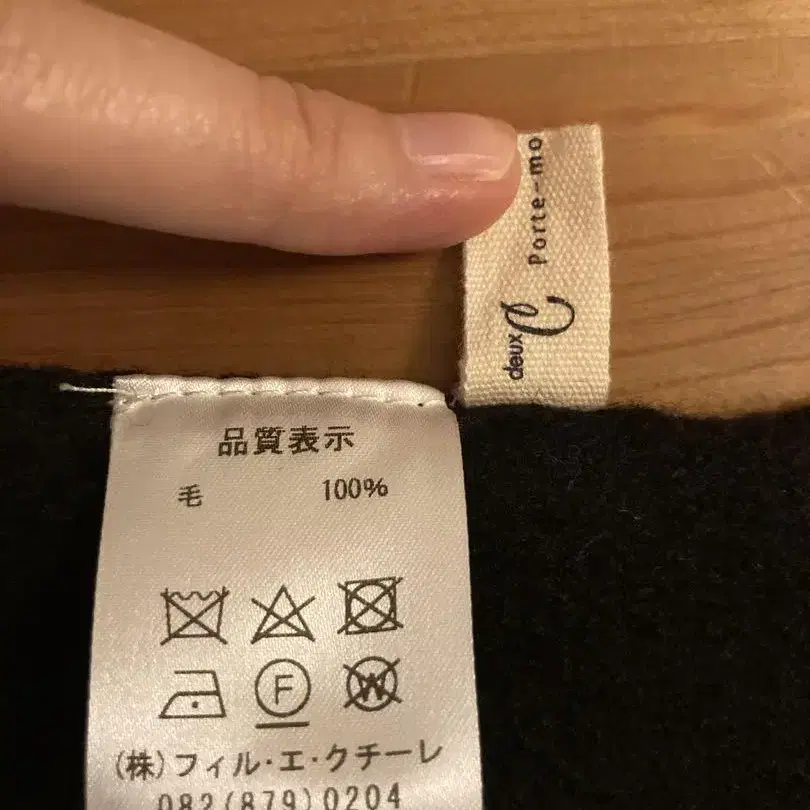 deux
Porte-mo
品質表示
毛 100%
F
W
(株)フィル・エ・クチーレ
082(879)0204